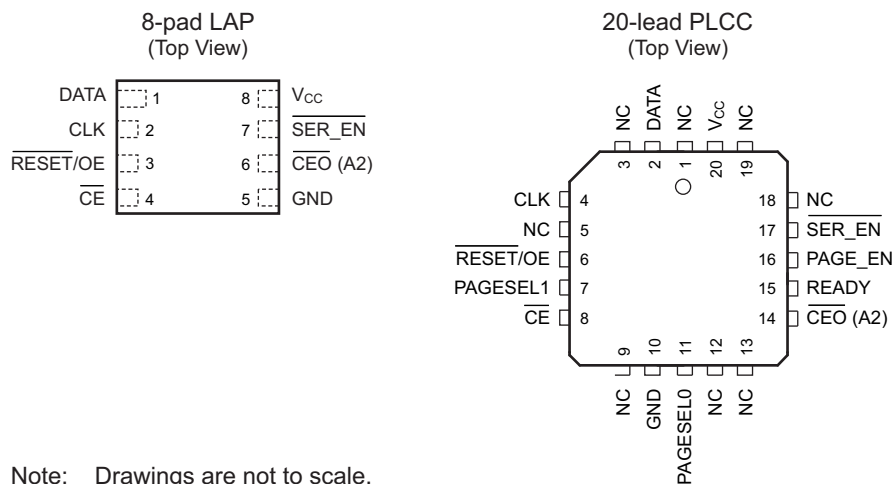 8-pad LAP
(Top View)
DATA 1 8 VCC
CLK 2 7 SER_EN
RESET/OE 3 6 CEO (A2)
CE 4 5 GND
20-lead PLCC
(Top View)
NC DATA NC VCC NC
3 2 1 20 19
CLK 4 18 NC
NC 5 17 SER_EN
RESET/OE 6 16 PAGE_EN
PAGESEL1 7 15 READY
CE 8 14 CEO (A2)
9 10 11 12 13
NC GND PAGESEL0 NC NC
Note: Drawings are not to scale.